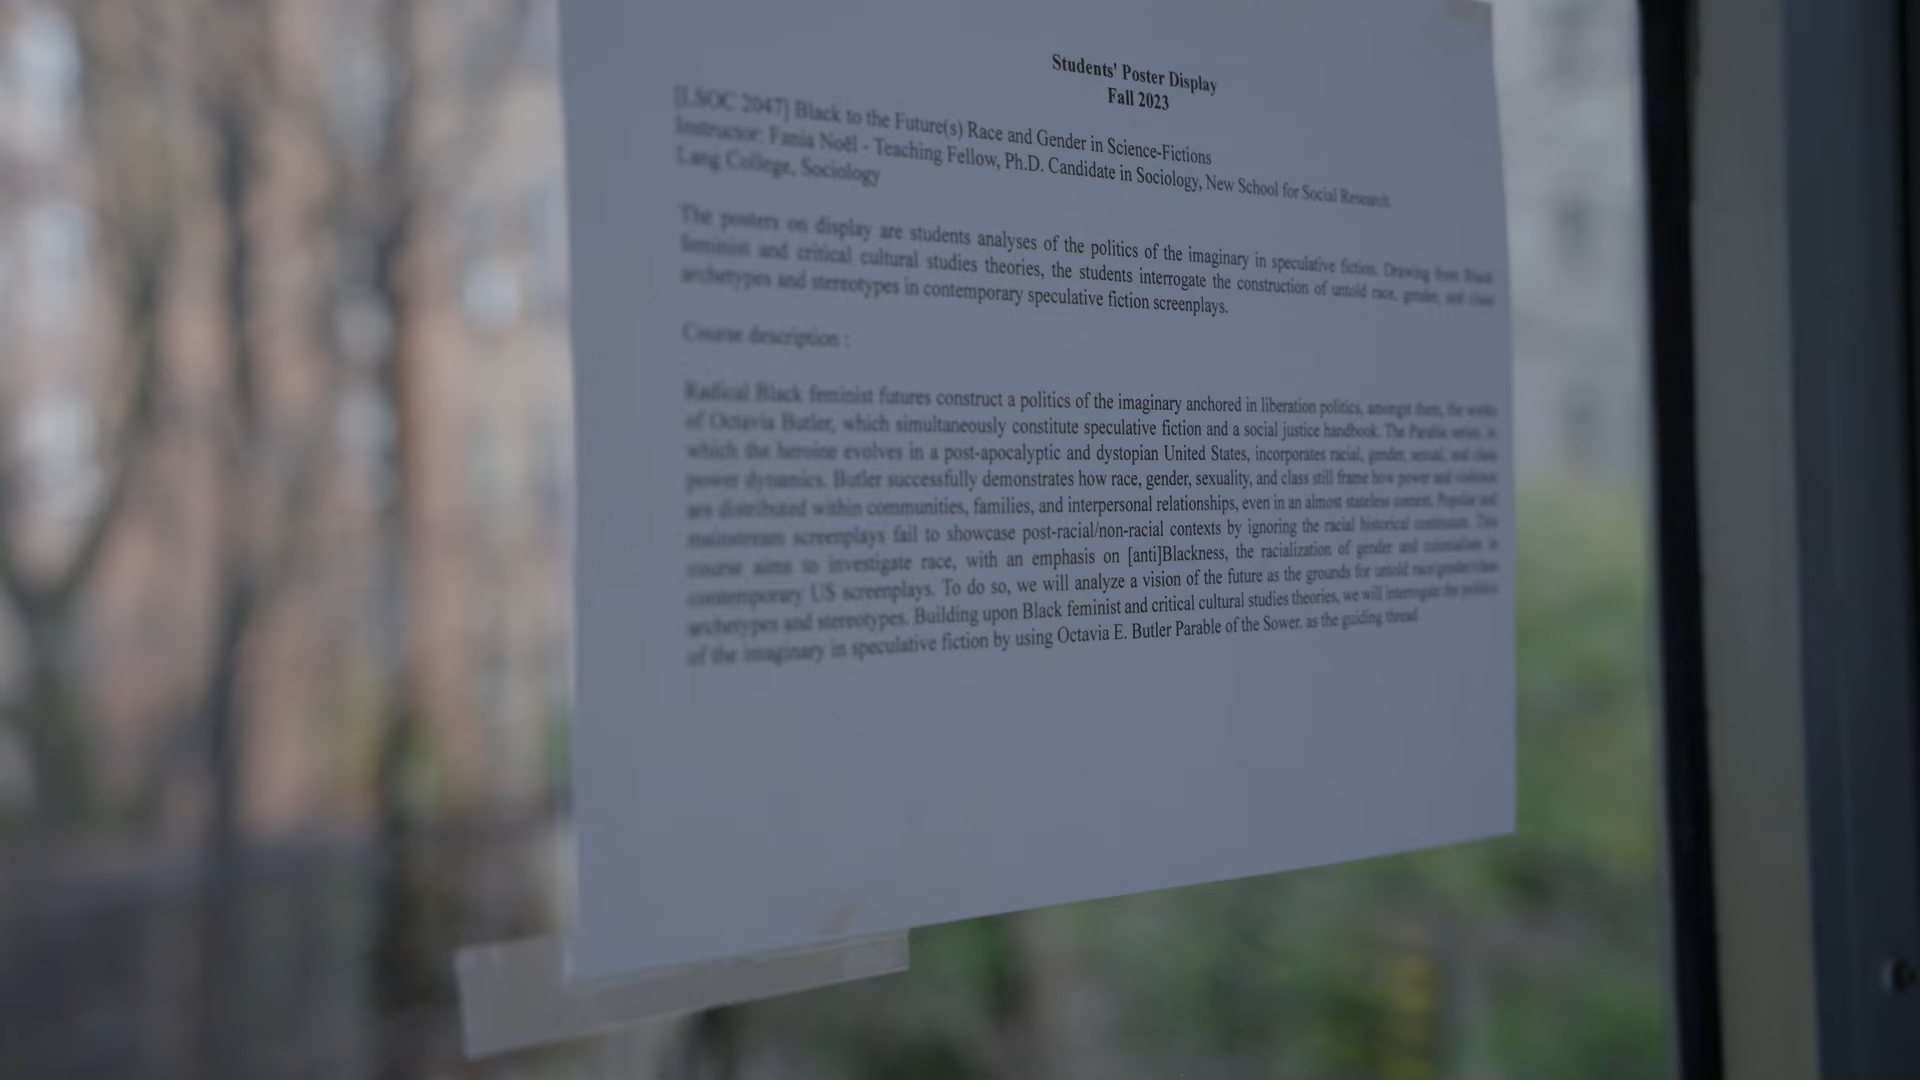 Students' Poster Display
Fall 2023
[LSOC 2047] Black to the Future(s) Race and Gender in Science-Fictions
Instructor: Fania Noël - Teaching Fellow, Ph.D. Candidate in Sociology, New School for Social Research
Lang College, Sociology
The posters on display are students analyses of the politics of the imaginary in speculative fiction. Drawing from Black
feminist and critical cultural studies theories, the students interrogate the construction of untold race, gender, and class
archetypes and stereotypes in contemporary speculative fiction screenplays.
Course description :
Radical Black feminist futures construct a politics of the imaginary anchored in liberation politics, amongst them, the works
of Octavia Butler, which simultaneously constitute speculative fiction and a social justice handbook. The Parable series, in
which the heroine evolves in a post-apocalyptic and dystopian United States, incorporates racial, gender, sexual, and class
power dynamics. Butler successfully demonstrates how race, gender, sexuality, and class still frame how power and violence
are distributed within communities, families, and interpersonal relationships, even in an almost stateless context. Popular and
mainstream screenplays fail to showcase post-racial/non-racial contexts by ignoring the racial historical continuum. This
course aims to investigate race, with an emphasis on [anti]Blackness, the racialization of gender and in
contemporary US screenplays. To do so, we will analyze a vision of the future as the grounds for untold race/gender/class
archetypes and stereotypes. Building upon Black feminist and critical cultural studies theories, we will interrogate the politics
of the imaginary in speculative fiction by using Octavia E. Butler Parable of the Sower. as the guiding thread